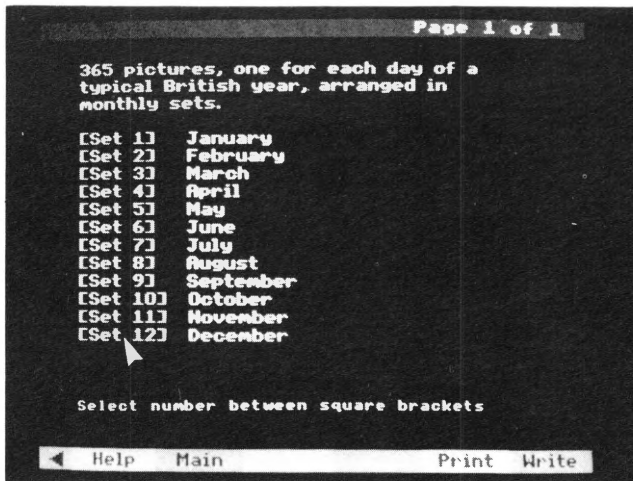 Page 1 of 1
365 pictures, one for each day of a
typical British year, arranged in
monthly sets.
[Set 1] January
[Set 2] February
[Set 3] March
[Set 4] April
[Set 5] May
[Set 6] June
[Set 7] July
[Set 8] August
[Set 9] September
[Set 10] October
[Set 11] November
[Set 12] December
Select number between square brackets
Help Main Print Write